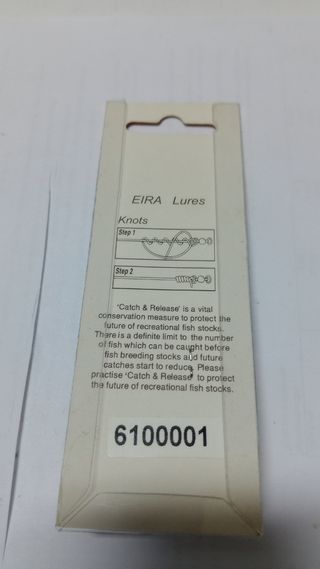 EIRA Lures
Knots
Step 1
Step 2
'Catch & Release' is a vital
conservation measure to protect the
future of recreational fish stocks.
There is a definite limit to the number
of fish which can be caught before
fish breeding stocks and future
catches start to reduce. Please
practise 'Catch & Release' to protect
the future of recreational fish stocks.
6100001